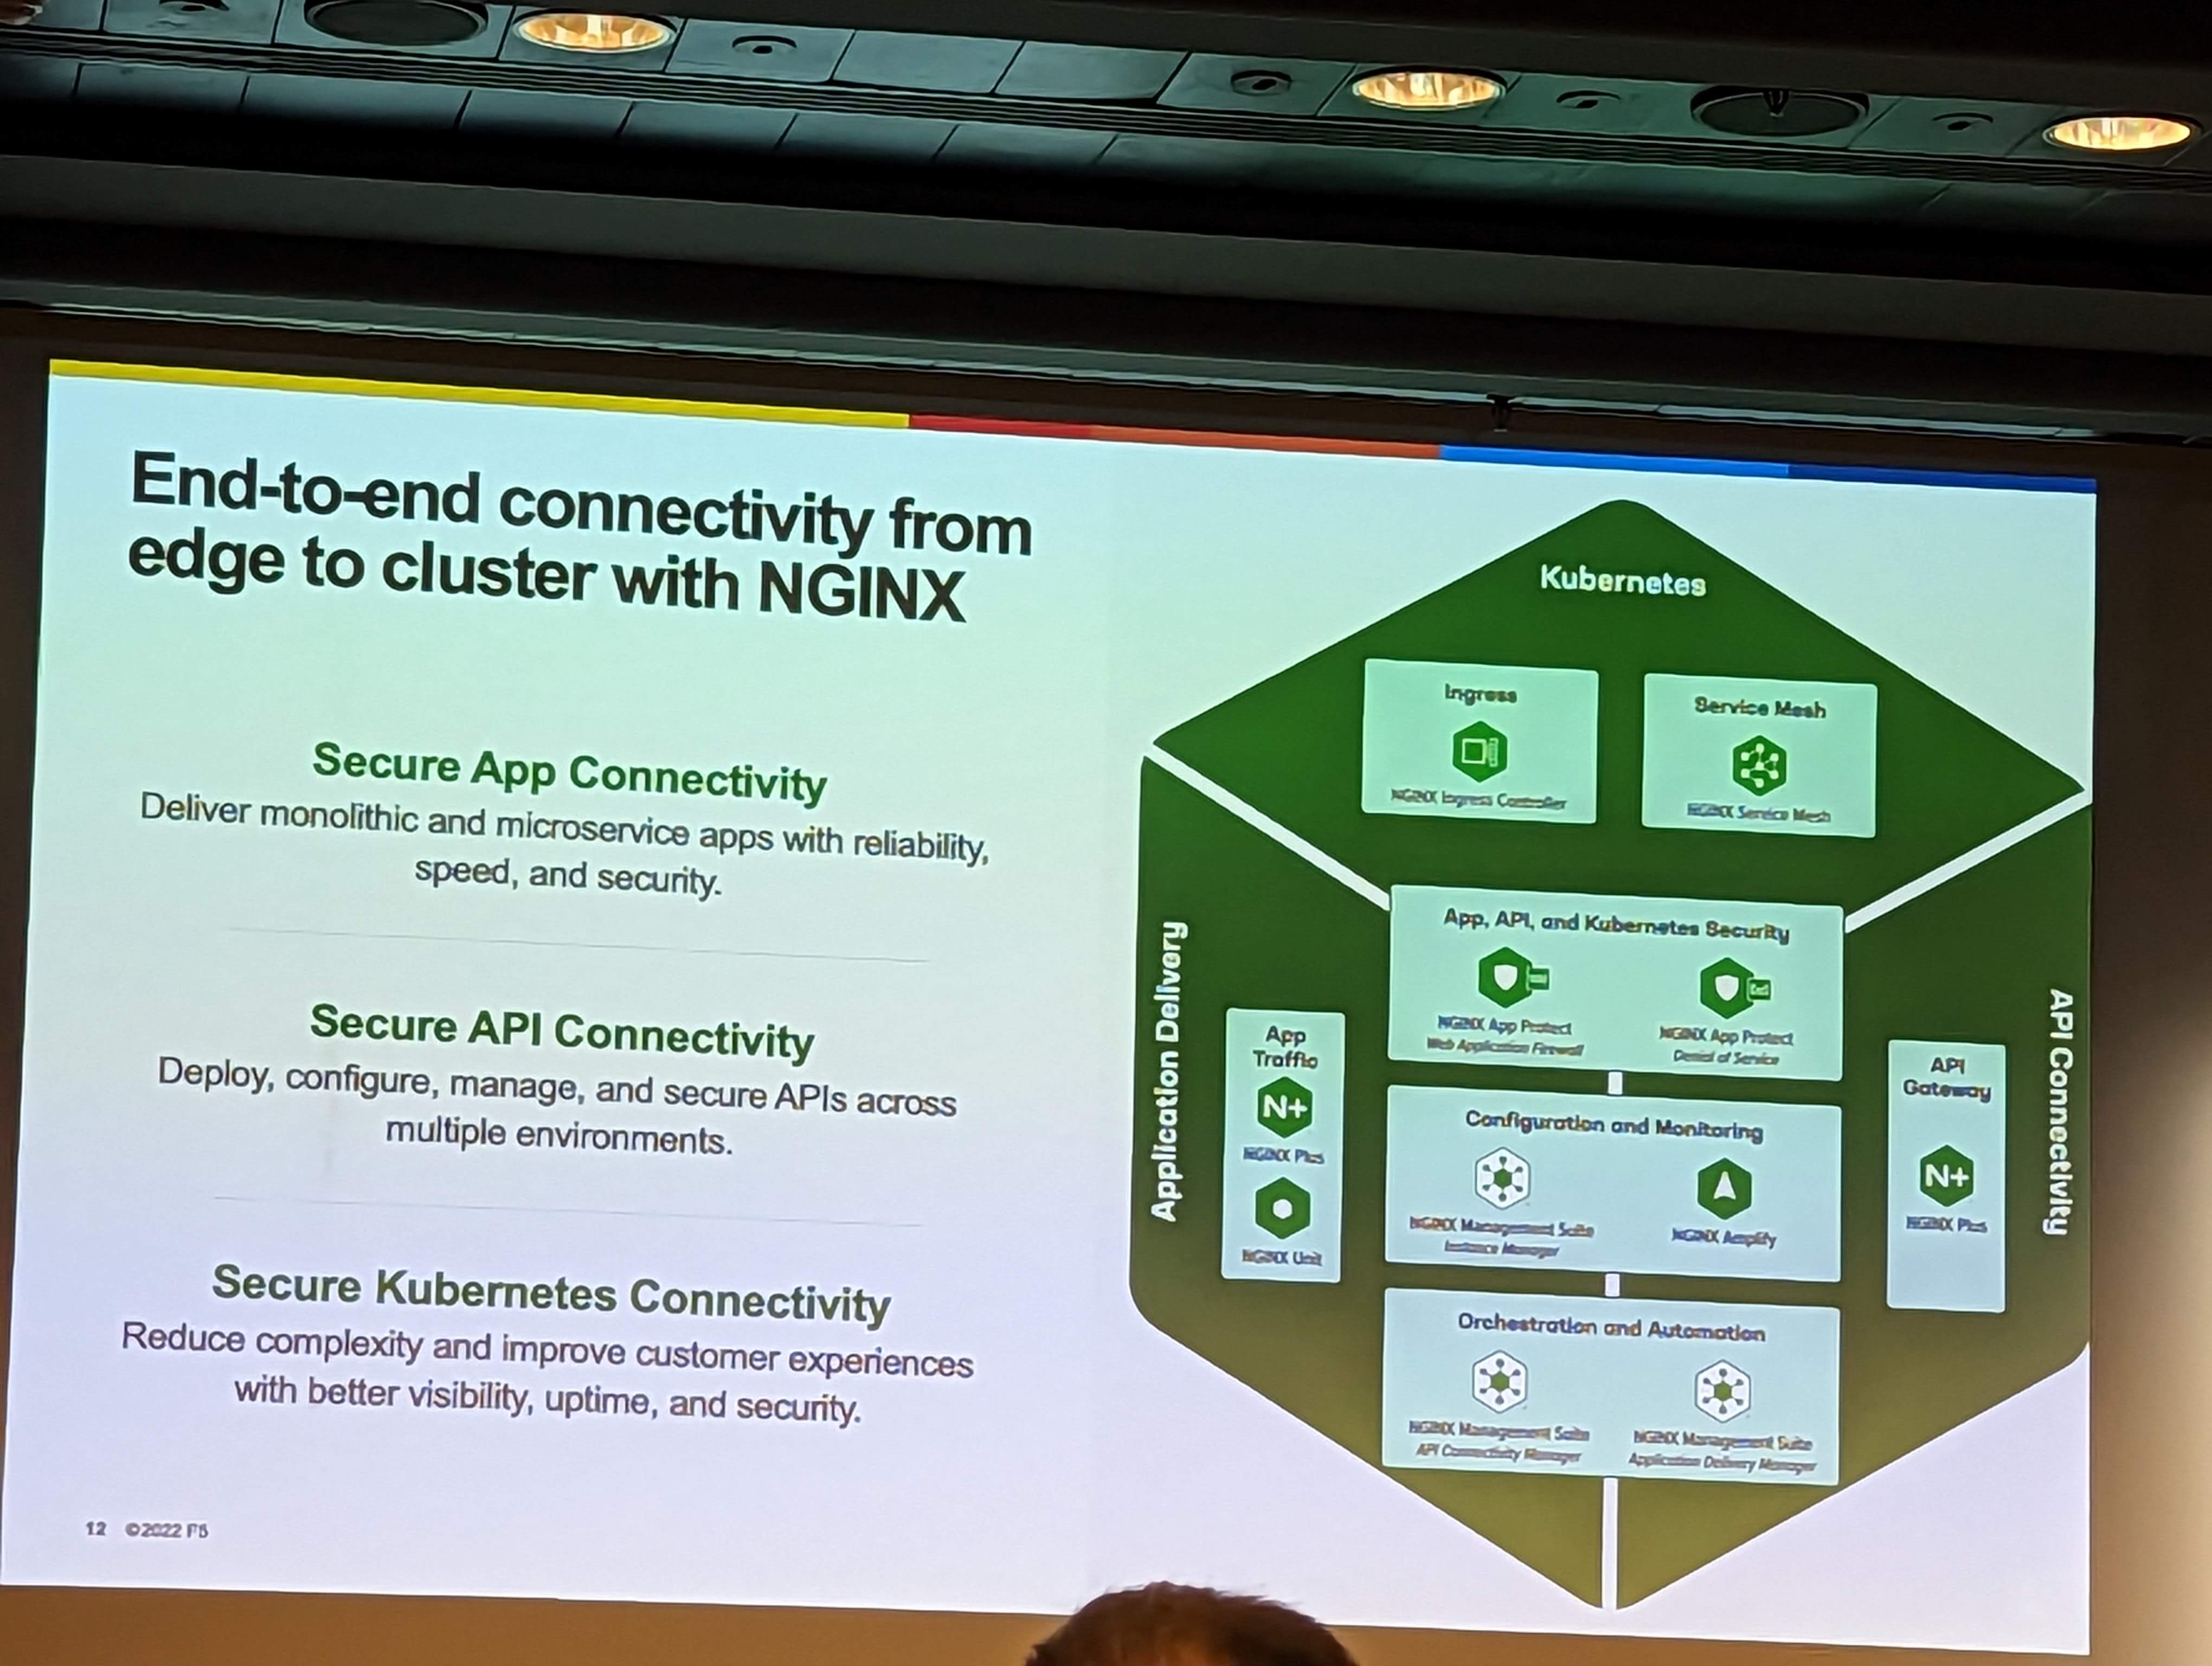 End-to-end connectivity from
edge to cluster with NGINX
Secure App Connectivity
Deliver monolithic and microservice apps with reliability,
speed, and security.
Secure API Connectivity
Deploy, configure, manage, and secure APIs across
multiple environments.
Secure Kubernetes Connectivity
Reduce complexity and improve customer experiences
with better visibility, uptime, and security.
12 ©2022 F5
Kubernetes
Ingress
NGINX Ingress Controller
Service Mesh
NGINX Service Mesh
Application Delivery
App
Traffic
N+
NGINX Plus
NGINX Unit
App, API, and Kubernetes Security
NGINX App Protect
Web Application Firewall
NGINX App Protect
Denial of Service
DoS
Configuration and Monitoring
NGINX Management Suite
Instance Manager
NGINX Amplify
Orchestration and Automation
NGINX Management Suite
API Connectivity Manager
NGINX Management Suite
Application Delivery Manager
API
Gateway
N+
NGINX Plus
API Connectivity